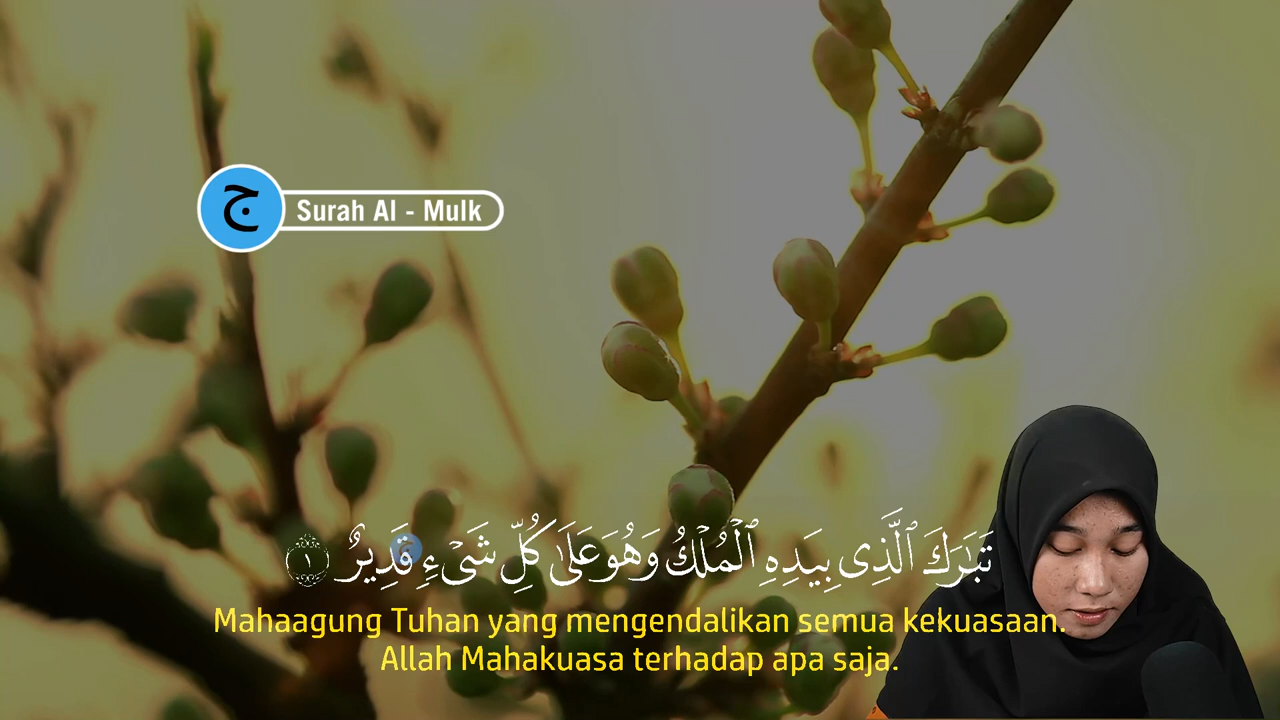 ج
Surah Al - Mulk
تَبَٰرَكَ ٱلَّذِى بِيَدِهِ ٱلْمُلْكُ وَهُوَ عَلَىٰ كُلِّ شَىْءٍ قَدِيرٌ ١
Mahaagung Tuhan yang mengendalikan semua kekuasaan.
Allah Mahakuasa terhadap apa saja.